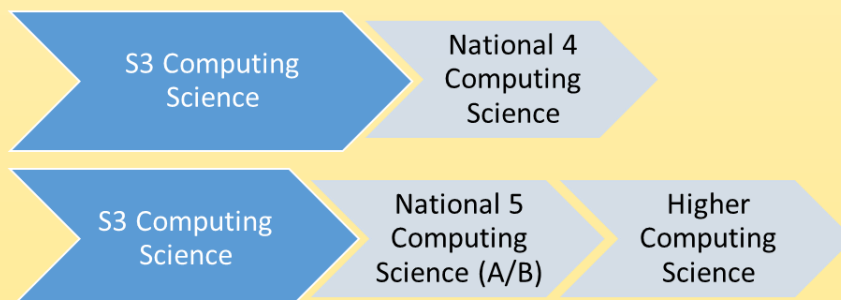 S3 Computing
Science
National 4
Computing
Science
S3 Computing
Science
National 5
Computing
Science (A/B)
Higher
Computing
Science